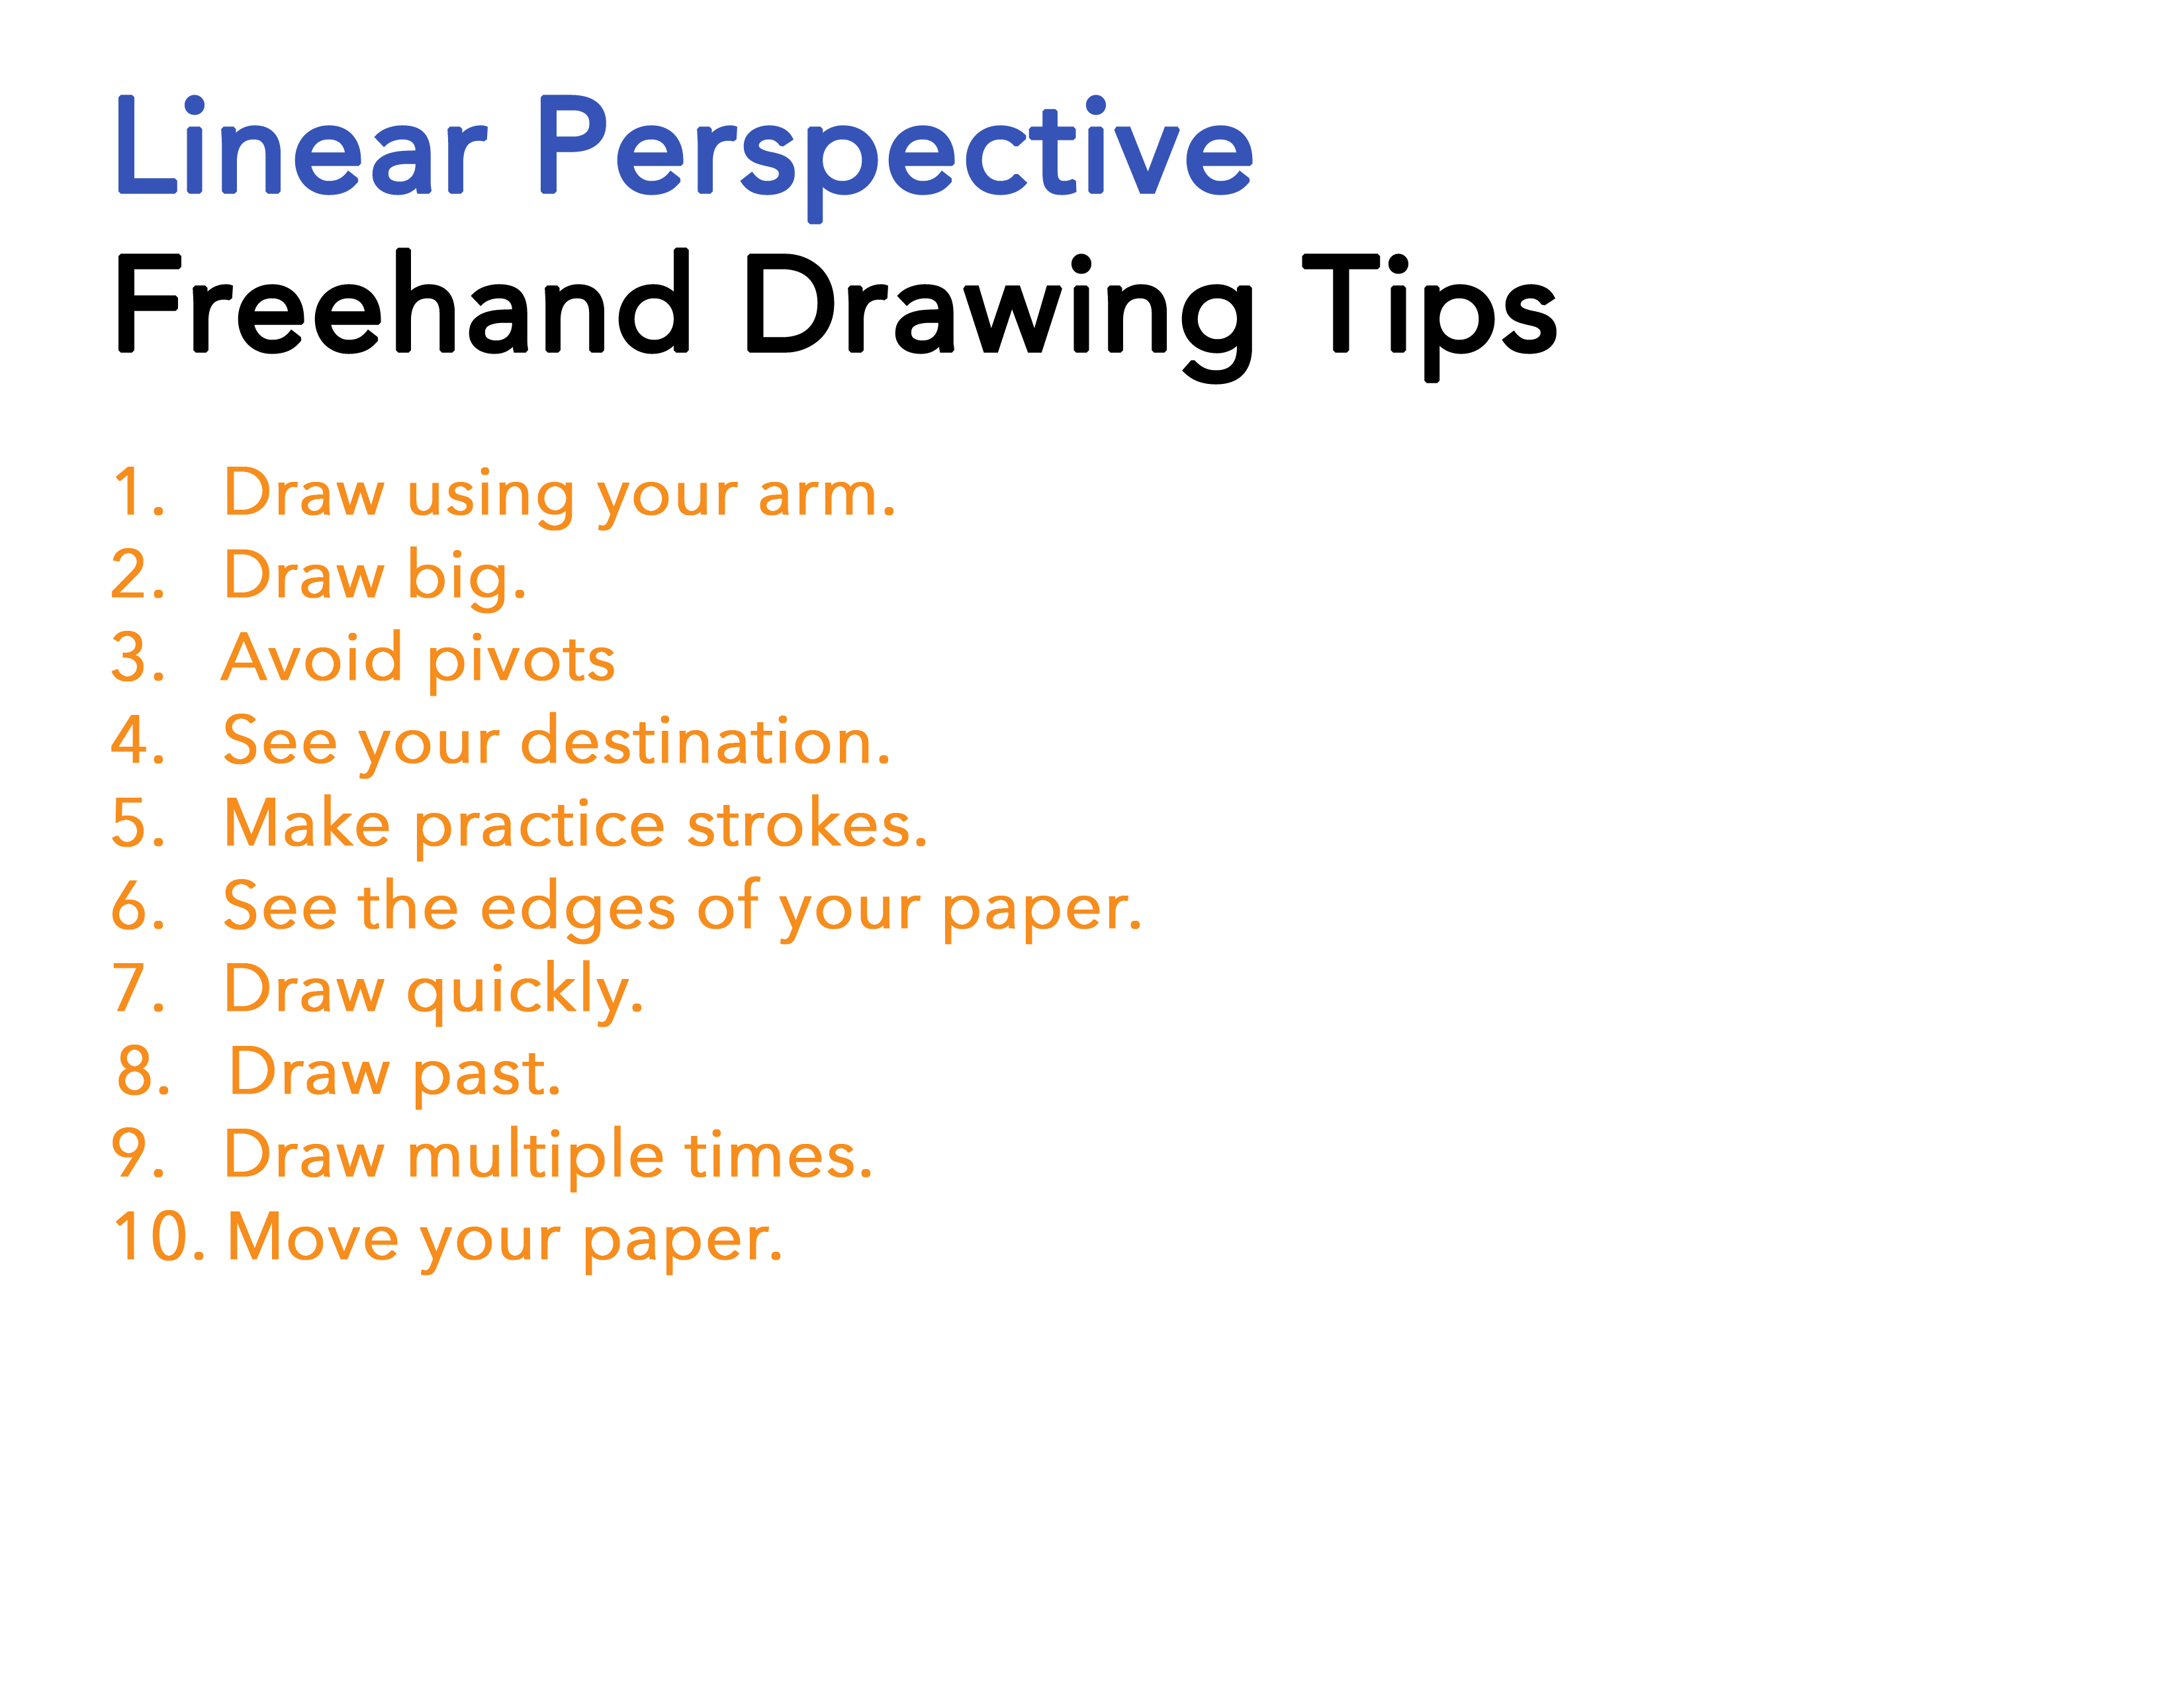 Linear Perspective
Freehand Drawing Tips
1. Draw using your arm.
2. Draw big.
3. Avoid pivots
4. See your destination.
5. Make practice strokes.
6. See the edges of your paper.
7. Draw quickly.
8. Draw past.
9. Draw multiple times.
10. Move your paper.